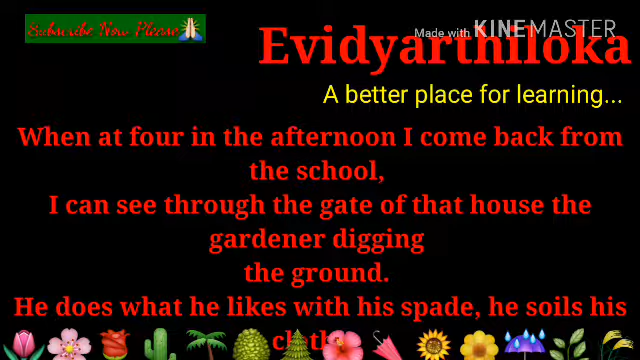 Subscribe Now Please
Made with KINEMASTER
Evidyarthiloka
A better place for learning...
When at four in the afternoon I come back from
the school,
I can see through the gate of that house the
gardener digging
the ground.
He does what he likes with his spade, he soils his